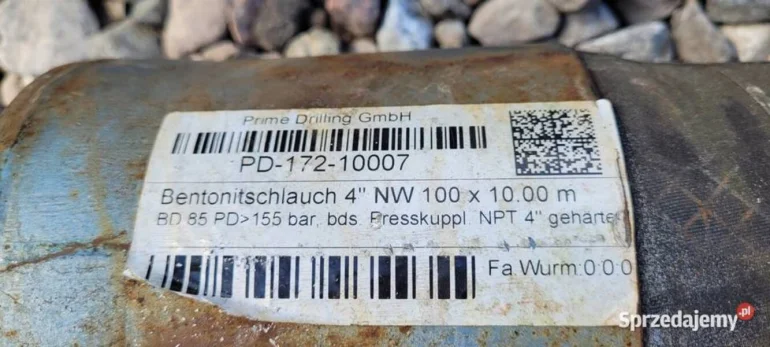 Prime Drilling GmbH
PD-172-10007
Bentonitschlauch 4" NW 100 x 10.00 m
BD 85 PD>155 bar, bds. Presskuppl. NPT 4" gehärtet
Fa.Wurm:0:0:0
Sprzedajemy.pl